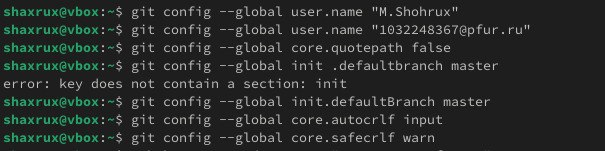 shaxrux@vbox:~$ git config --global user.name "M.Shohrux"
shaxrux@vbox:~$ git config --global user.name "1032248367@pfur.ru"
shaxrux@vbox:~$ git config --global core.quotepath false
shaxrux@vbox:~$ git config --global init .defaultbranch master
error: key does not contain a section: init
shaxrux@vbox:~$ git config --global init.defaultBranch master
shaxrux@vbox:~$ git config --global core.autocrlf input
shaxrux@vbox:~$ git config --global core.safecrlf warn